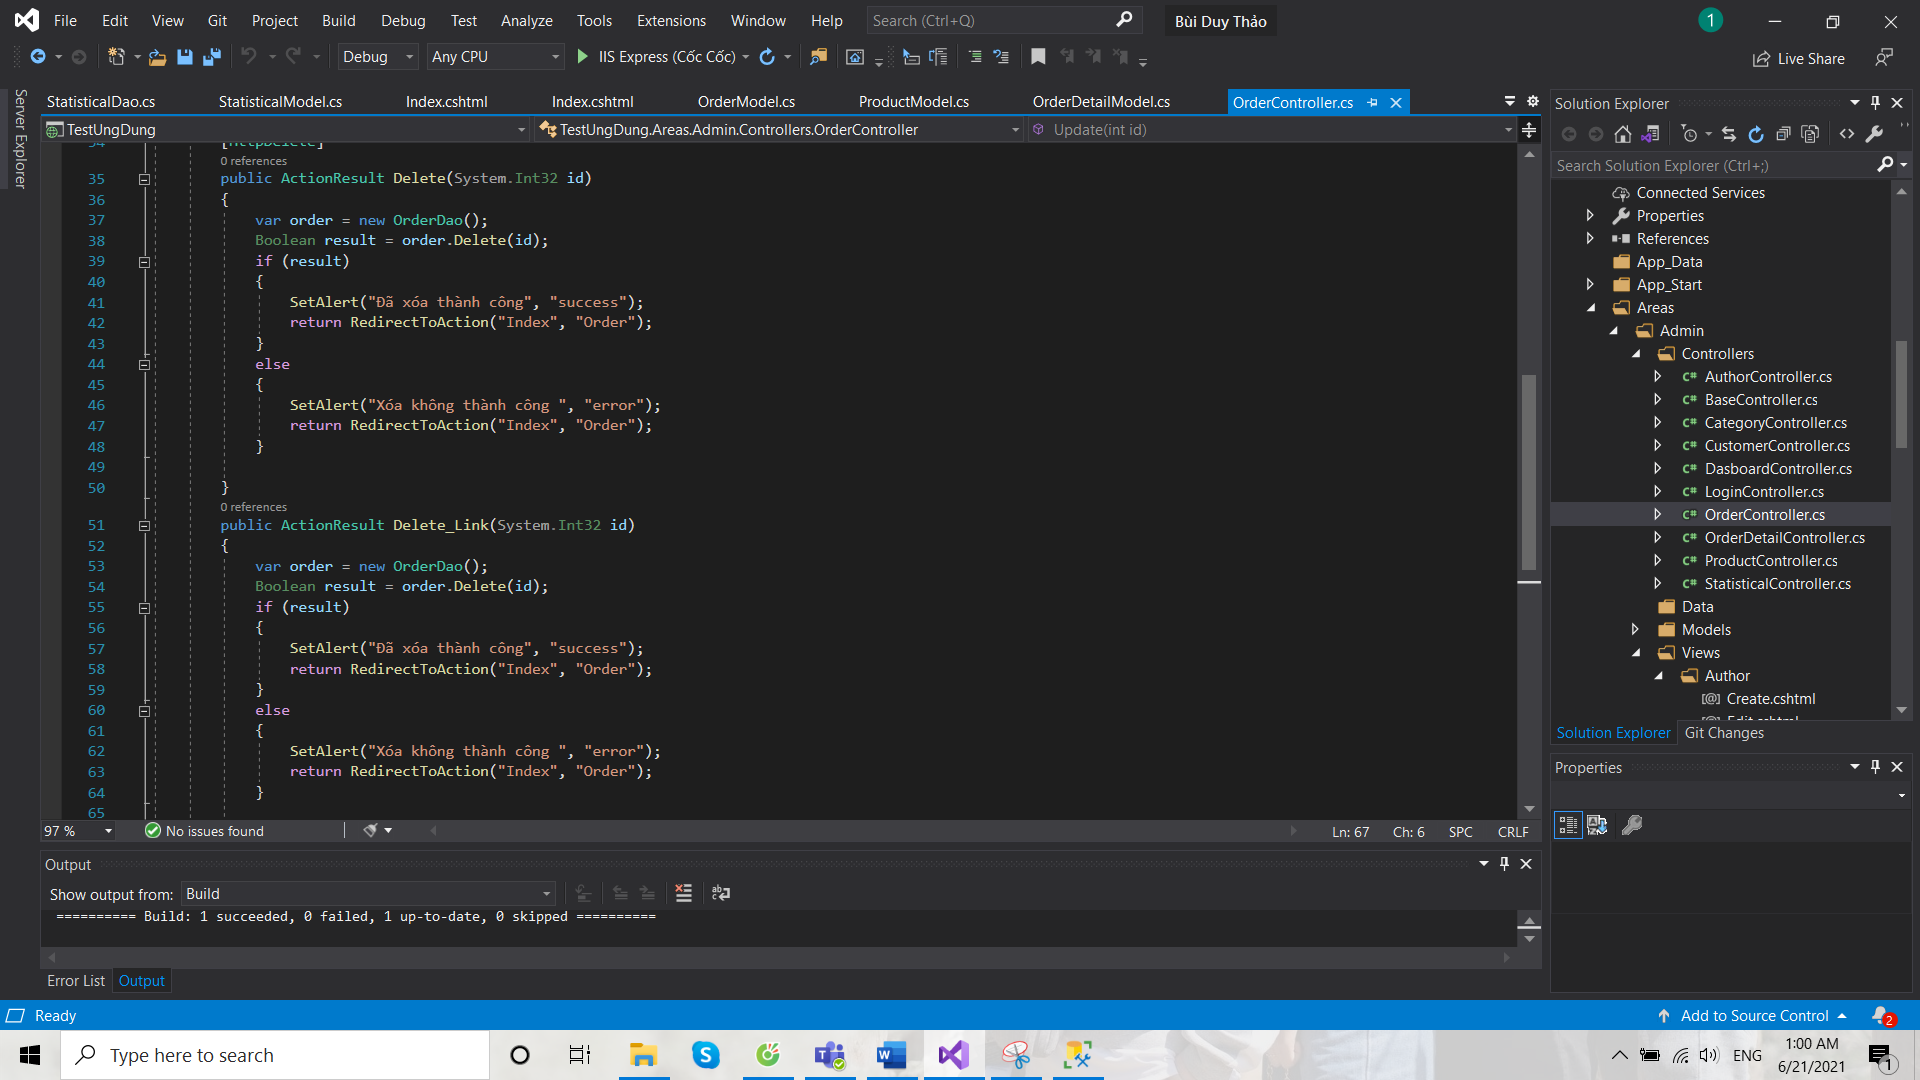 File Edit View Git Project Build Debug Test Analyze Tools Extensions Window Help Search (Ctrl+Q) Bùi Duy Thảo 1
Debug Any CPU IIS Express (Cốc Cốc) Live Share
Server Explorer
StatisticalDao.cs StatisticalModel.cs Index.cshtml Index.cshtml OrderModel.cs ProductModel.cs OrderDetailModel.cs OrderController.cs
TestUngDung TestUngDung.Areas.Admin.Controllers.OrderController Update(int id)
34 [HttpDelete]
0 references
35 public ActionResult Delete(System.Int32 id)
36 {
37 var order = new OrderDao();
38 Boolean result = order.Delete(id);
39 if (result)
40 {
41 SetAlert("Đã xóa thành công", "success");
42 return RedirectToAction("Index", "Order");
43 }
44 else
45 {
46 SetAlert("Xóa không thành công ", "error");
47 return RedirectToAction("Index", "Order");
48 }
49
50 }
0 references
51 public ActionResult Delete_Link(System.Int32 id)
52 {
53 var order = new OrderDao();
54 Boolean result = order.Delete(id);
55 if (result)
56 {
57 SetAlert("Đã xóa thành công", "success");
58 return RedirectToAction("Index", "Order");
59 }
60 else
61 {
62 SetAlert("Xóa không thành công ", "error");
63 return RedirectToAction("Index", "Order");
64 }
65
97 % No issues found Ln: 67 Ch: 6 SPC CRLF
Output
Show output from: Build
========== Build: 1 succeeded, 0 failed, 1 up-to-date, 0 skipped ==========
Error List Output
Solution Explorer
Search Solution Explorer (Ctrl+;)
Connected Services
Properties
References
App_Data
App_Start
Areas
Admin
Controllers
C# AuthorController.cs
C# BaseController.cs
C# CategoryController.cs
C# CustomerController.cs
C# DasboardController.cs
C# LoginController.cs
C# OrderController.cs
C# OrderDetailController.cs
C# ProductController.cs
C# StatisticalController.cs
Data
Models
Views
Author
[@] Create.cshtml
[@] Edit.cshtml
Solution Explorer Git Changes
Properties
Ready Add to Source Control 2
Type here to search ENG 1:00 AM
6/21/2021 1